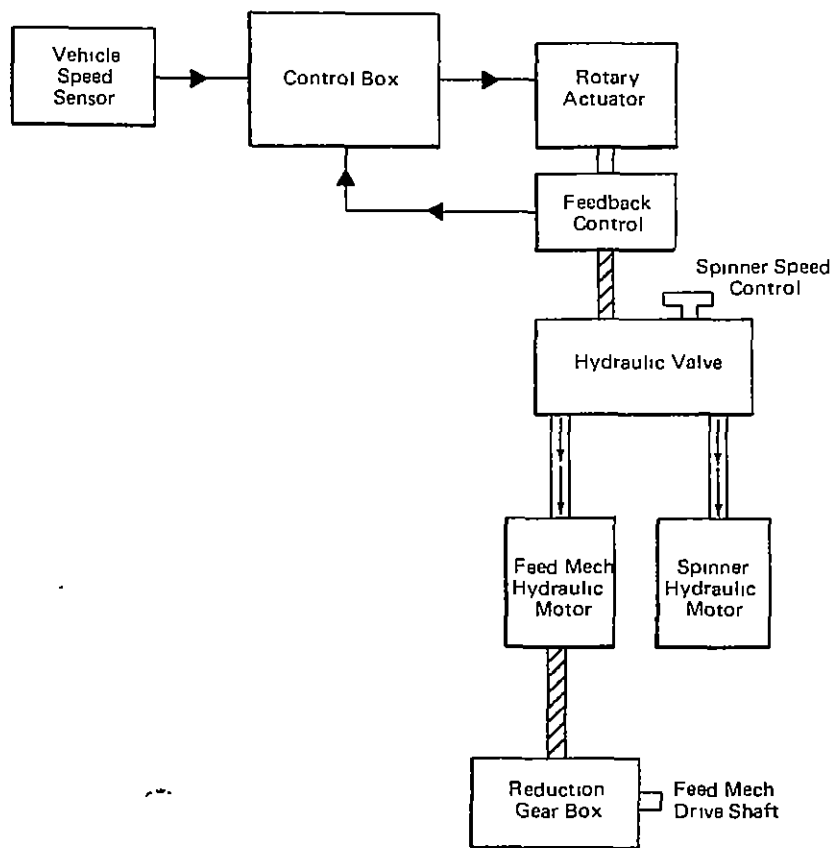 Vehicle
Speed
Sensor
Control Box
Rotary
Actuator
Feedback
Control
Spinner Speed
Control
Hydraulic Valve
Feed Mech
Hydraulic
Motor
Spinner
Hydraulic
Motor
Reduction
Gear Box
Feed Mech
Drive Shaft